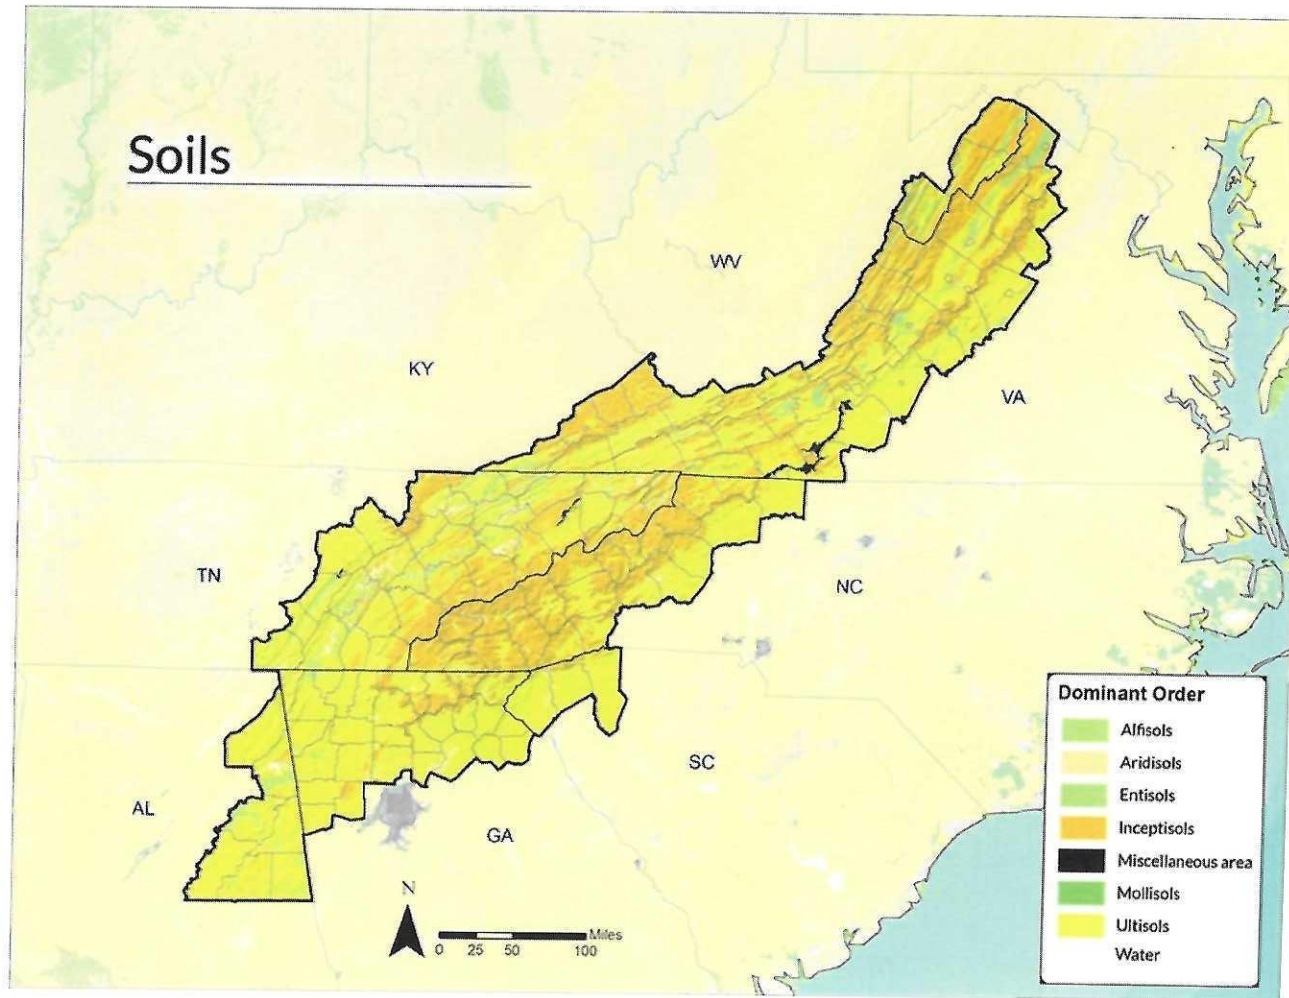 Soils
WV
KY
VA
TN
NC
SC
AL
GA
N
Miles
0 25 50 100
Dominant Order
Alfisols
Aridisols
Entisols
Inceptisols
Miscellaneous area
Mollisols
Ultisols
Water